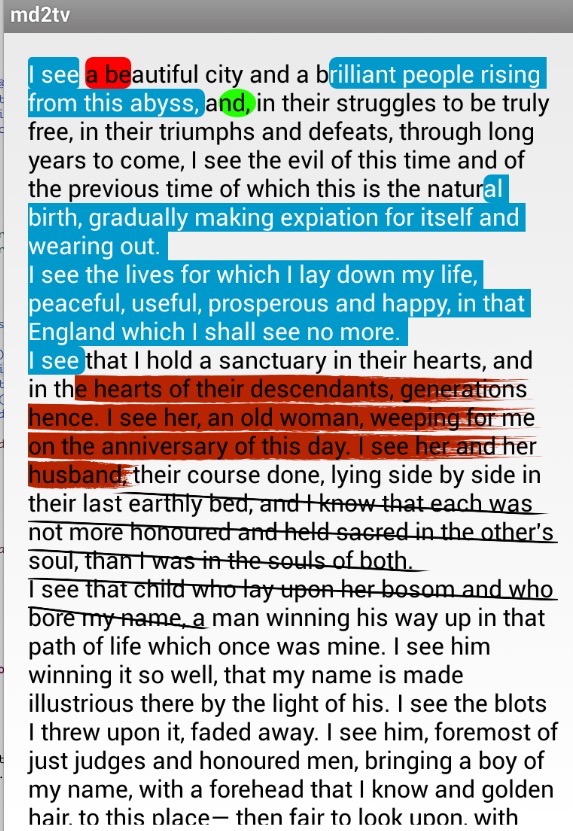 md2tv
I see a beautiful city and a brilliant people rising
from this abyss, and, in their struggles to be truly
free, in their triumphs and defeats, through long
years to come, I see the evil of this time and of
the previous time of which this is the natural
birth, gradually making expiation for itself and
wearing out.
I see the lives for which I lay down my life,
peaceful, useful, prosperous and happy, in that
England which I shall see no more.
I see that I hold a sanctuary in their hearts, and
in the hearts of their descendants, generations
hence. I see her, an old woman, weeping for me
on the anniversary of this day. I see her and her
husband, their course done, lying side by side in
their last earthly bed, and I know that each was
not more honoured and held sacred in the other's
soul, than I was in the souls of both.
I see that child who lay upon her bosom and who
bore my name, a man winning his way up in that
path of life which once was mine. I see him
winning it so well, that my name is made
illustrious there by the light of his. I see the blots
I threw upon it, faded away. I see him, foremost of
just judges and honoured men, bringing a boy of
my name, with a forehead that I know and golden
hair, to this place— then fair to look upon, with